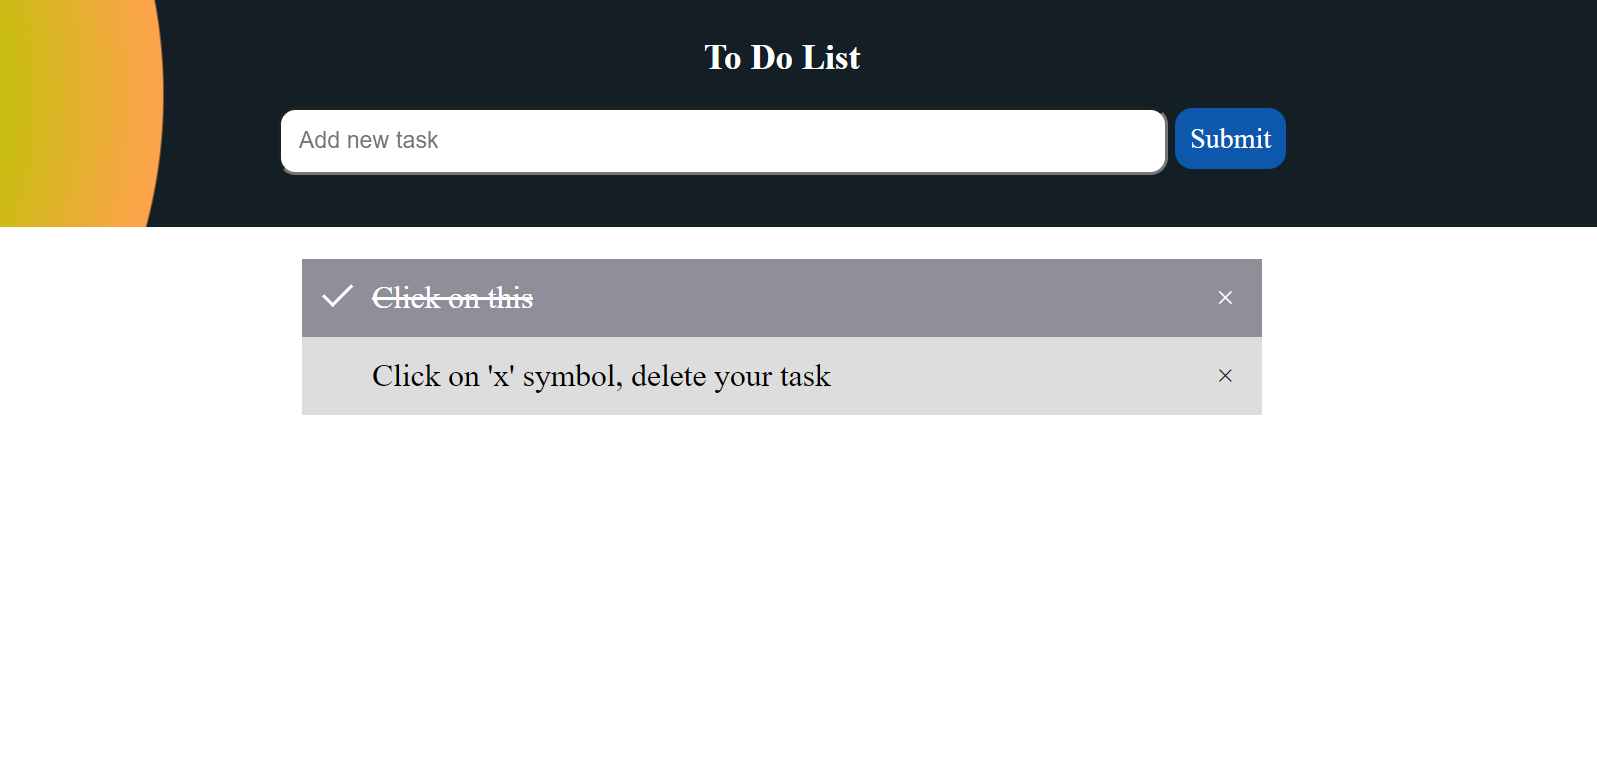 To Do List
Add new task
Submit
Click on this
×
Click on 'x' symbol, delete your task
×